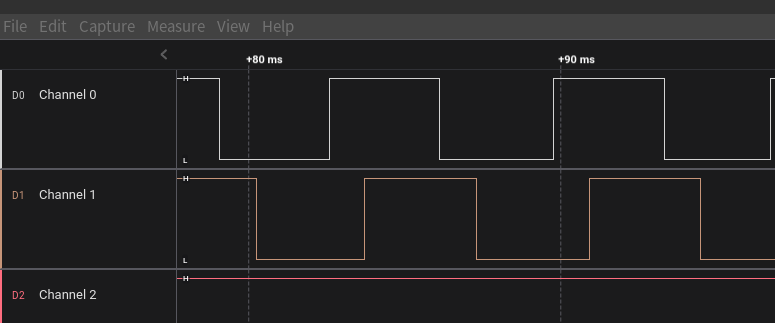 File Edit Capture Measure View Help
+80 ms +90 ms
H
D0 Channel 0
L
H
D1 Channel 1
L
H
D2 Channel 2